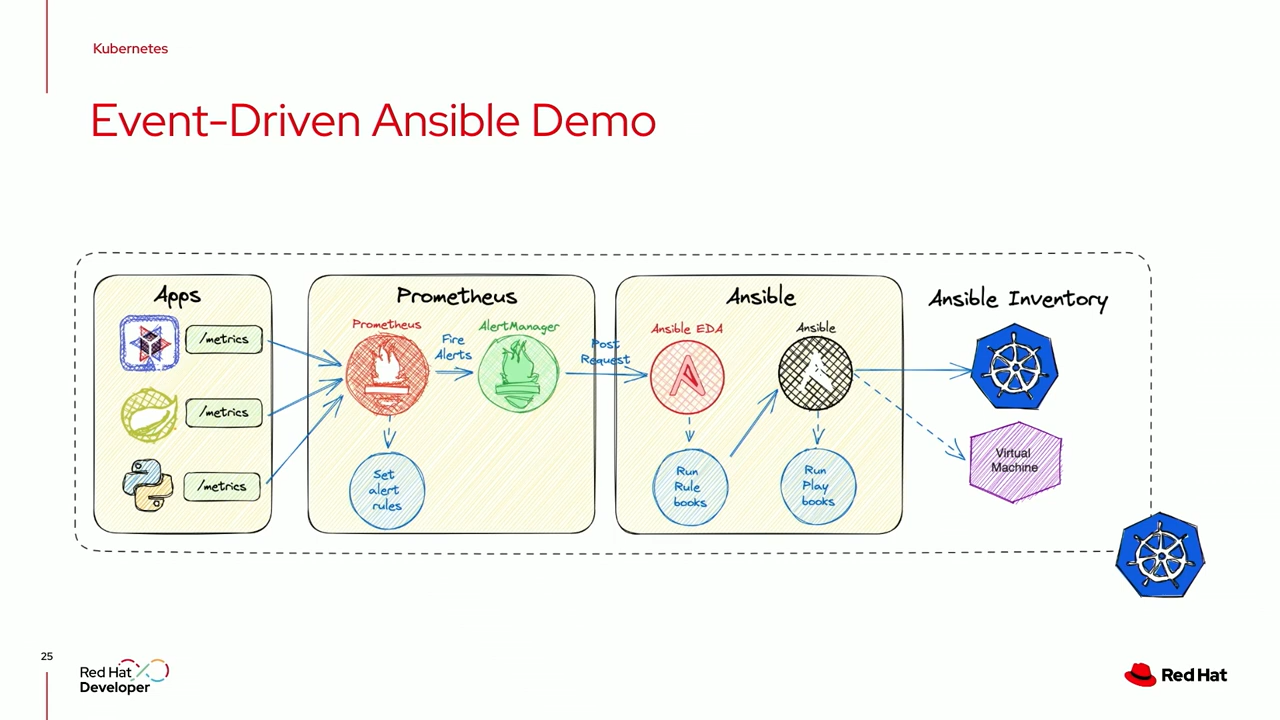 Kubernetes
Event-Driven Ansible Demo
Apps
/metrics
/metrics
/metrics
Prometheus
Prometheus
Fire
Alerts
AlertManager
Set
alert
rules
Post
Request
Ansible
Ansible EDA
Ansible
Run
Rule
books
Run
Play
books
Ansible Inventory
Virtual
Machine
25
Red Hat
Developer
Red Hat